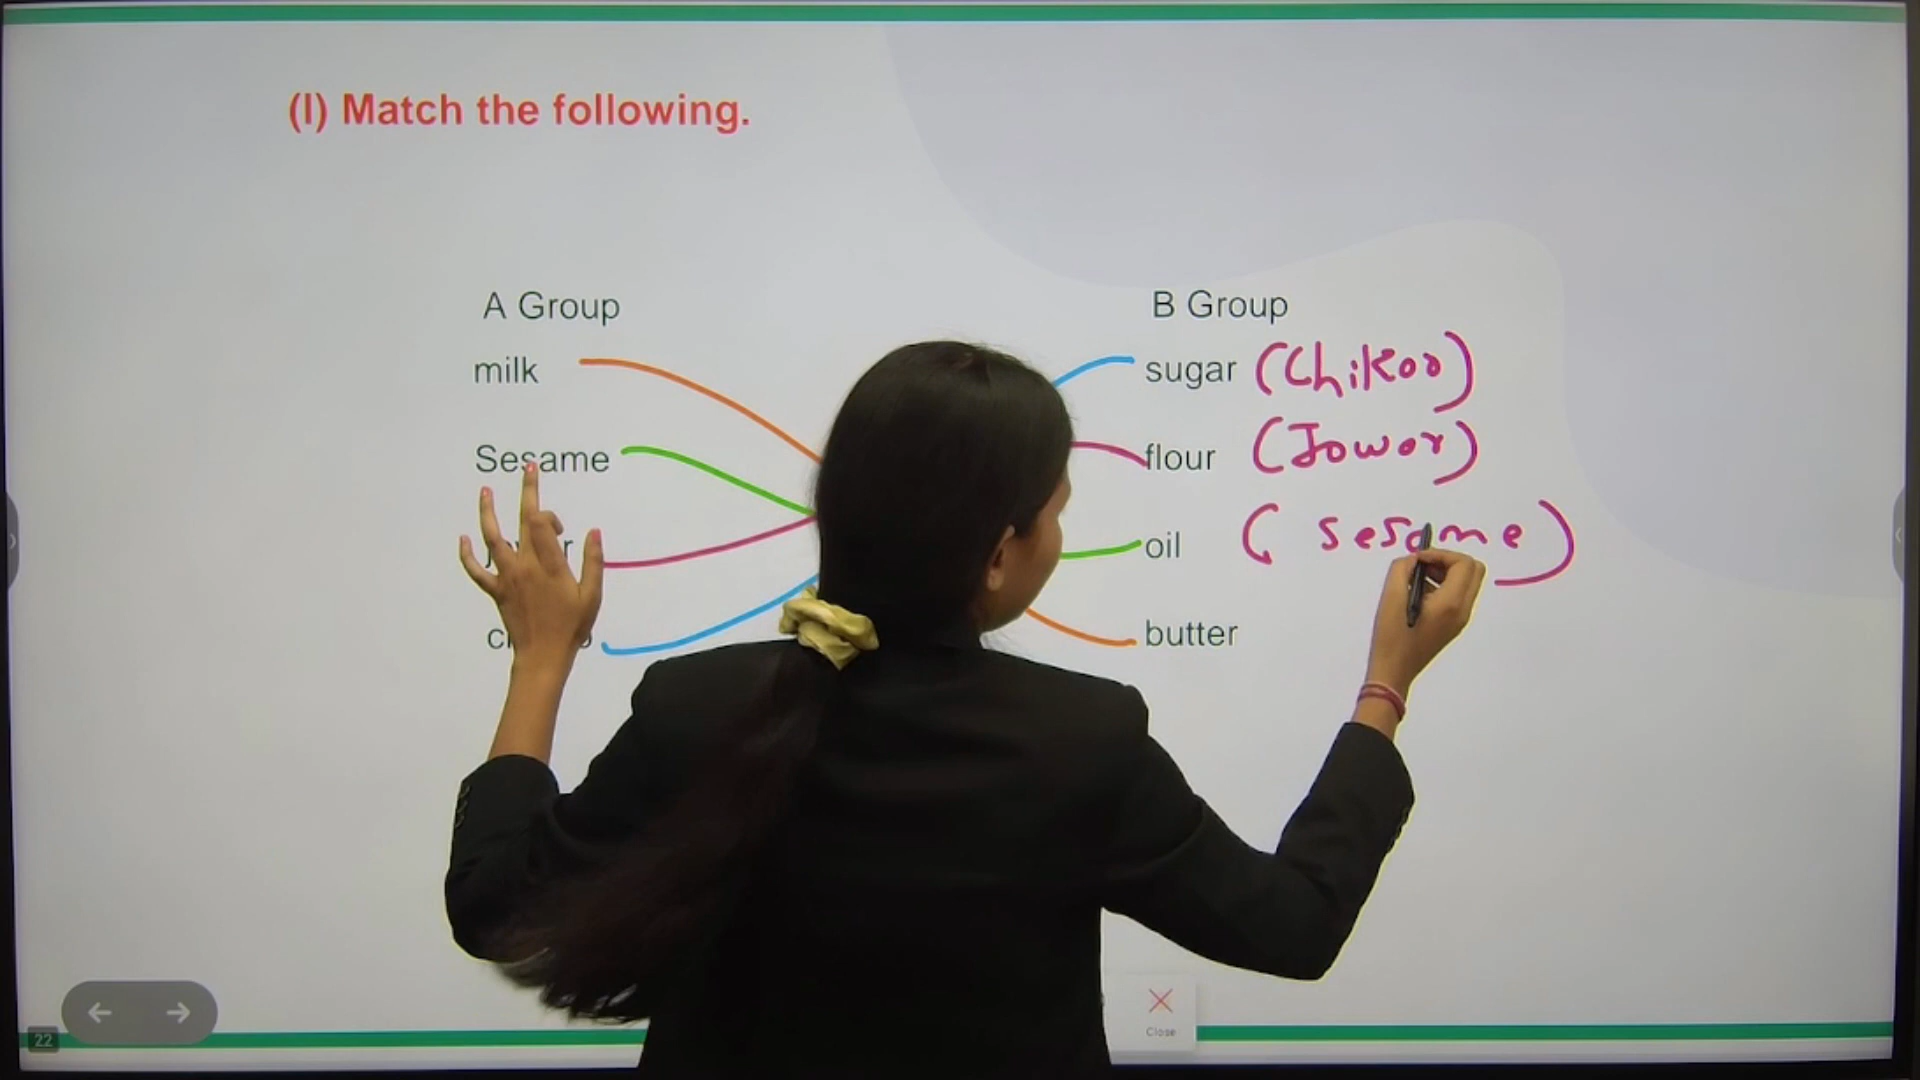 (I) Match the following.
A Group B Group
milk sugar (Chikoo)
Sesame flour (Jowar)
oil (sesame)
butter
Close
22